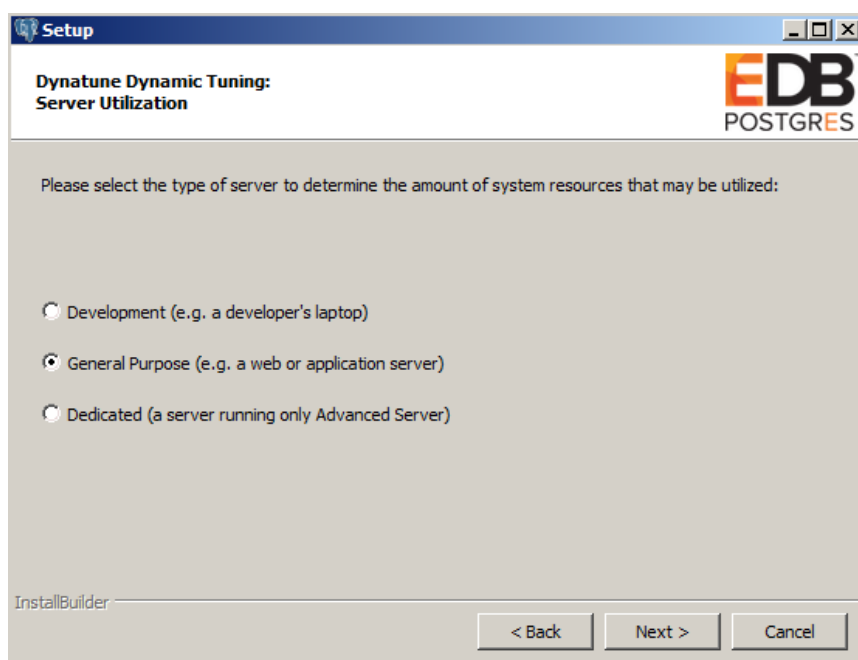 Setup
Dynatune Dynamic Tuning:
Server Utilization
EDB
POSTGRES
Please select the type of server to determine the amount of system resources that may be utilized:
Development (e.g. a developer's laptop)
General Purpose (e.g. a web or application server)
Dedicated (a server running only Advanced Server)
InstallBuilder
< Back Next > Cancel